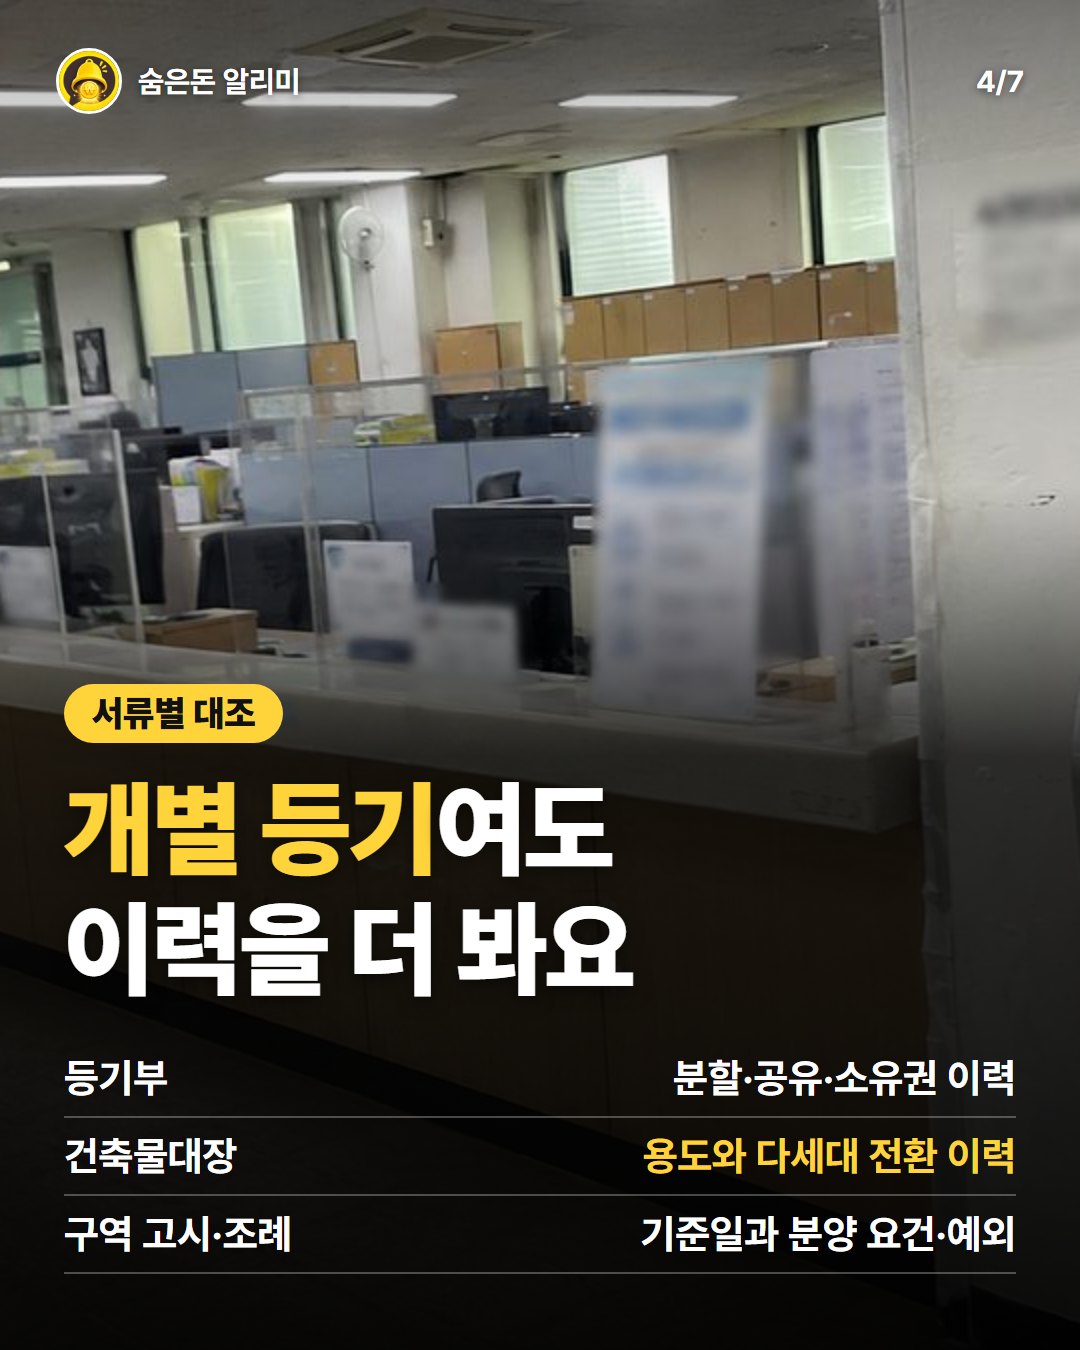 숨은돈 알리미
4/7
서류별 대조
개별 등기여도
이력을 더 봐요
등기부
분할·공유·소유권 이력
건축물대장
용도와 다세대 전환 이력
구역 고시·조례
기준일과 분양 요건·예외